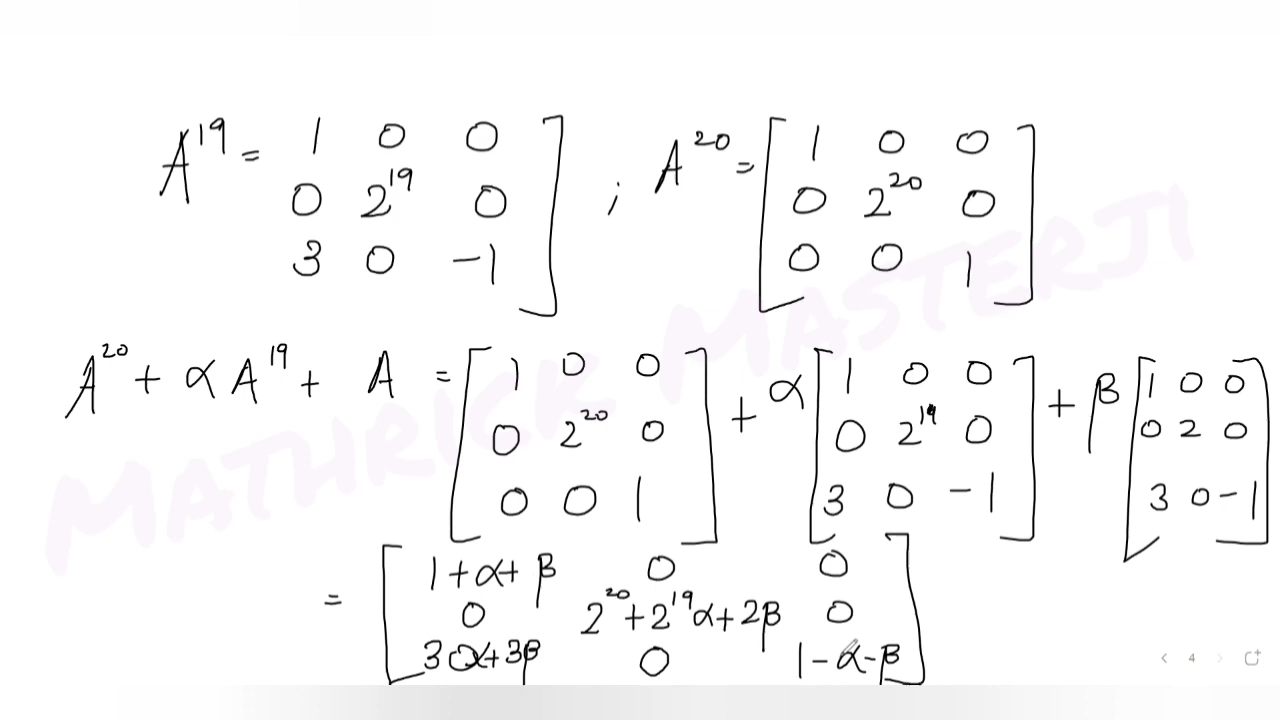 A^19 = [1 0 0
0 2^19 0
3 0 -1] ; A^20 = [1 0 0
0 2^20 0
0 0 1]
A^20 + αA^19 + A = [1 0 0
0 2^20 0
0 0 1] + α [1 0 0
0 2^19 0
3 0 -1] + β [1 0 0
0 2 0
3 0 -1]
= [1+α+β 0 0
0 2^20+2^19α+2β 0
3α+3β 0 1-α-β]
MATHRICK MASTERJI
< 4 >